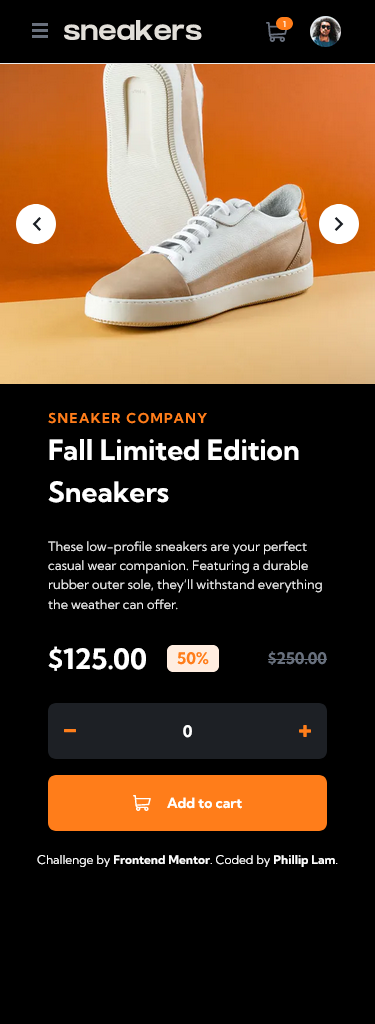 sneakers
1
SNEAKER COMPANY
Fall Limited Edition
Sneakers
These low-profile sneakers are your perfect
casual wear companion. Featuring a durable
rubber outer sole, they'll withstand everything
the weather can offer.
$125.00 50% $250.00
0
Add to cart
Challenge by Frontend Mentor. Coded by Phillip Lam.